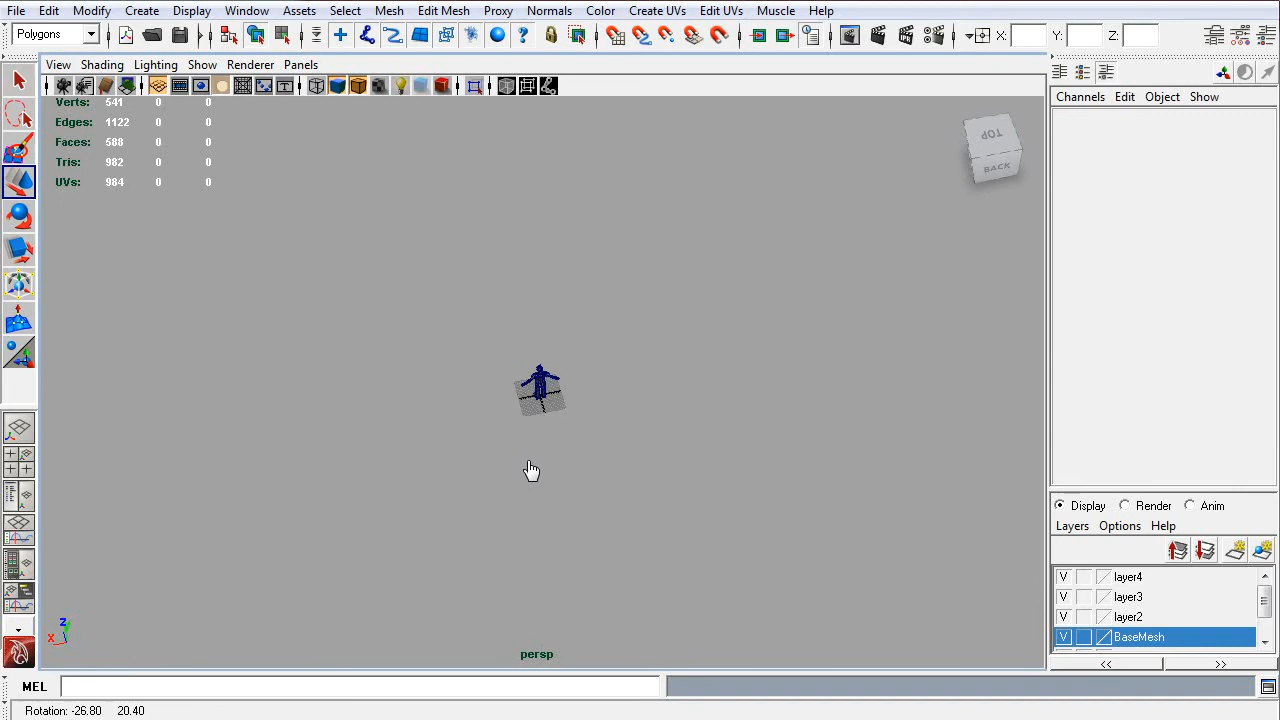 File Edit Modify Create Display Window Assets Select Mesh Edit Mesh Proxy Normals Color Create UVs Edit UVs Muscle Help
Polygons X: Y: Z:
View Shading Lighting Show Renderer Panels
Channels Edit Object Show
Verts: 541 0 0
Edges: 1122 0 0
Faces: 588 0 0
Tris: 982 0 0
UVs: 984 0 0
TOP
BACK
Display Render Anim
Layers Options Help
V layer4
V layer3
V layer2
V BaseMesh
Z
X
persp
<< >>
MEL
Rotation: -26.80 20.40